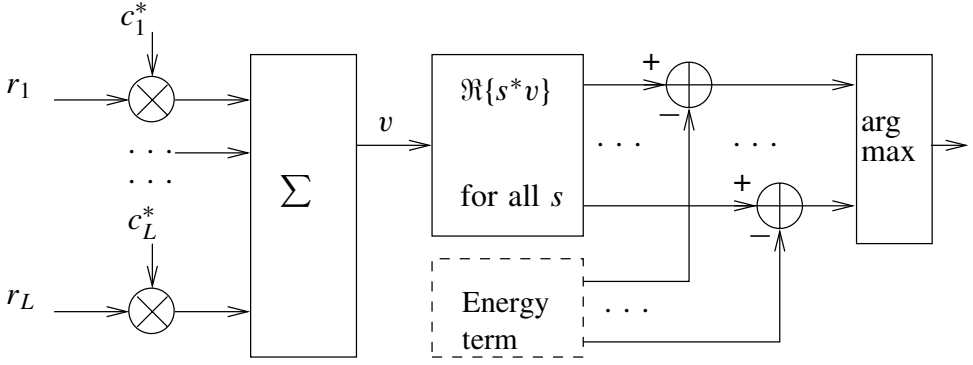 c₁*
r₁
· · ·
· · ·
c_L*
r_L
∑
v
ℜ{s*v}
for all s
+
−
· · ·
· · ·
+
−
arg
max
Energy
term
· · ·